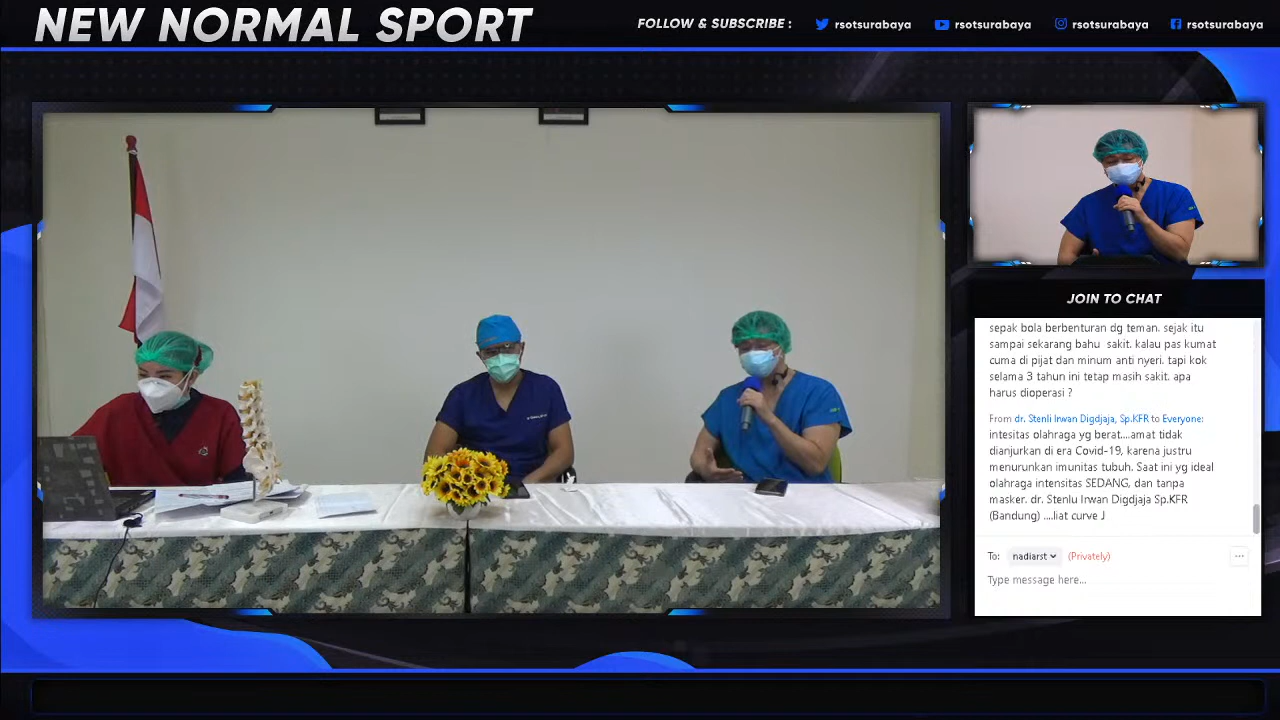 NEW NORMAL SPORT
FOLLOW & SUBSCRIBE :
rsotsurabaya
rsotsurabaya
rsotsurabaya
rsotsurabaya
JOIN TO CHAT
sepak bola berbenturan dg teman. sejak itu
sampai sekarang bahu sakit. kalau pas kumat
cuma di pijat dan minum anti nyeri. tapi kok
selama 3 tahun ini tetap masih sakit. apa
harus dioperasi ?
From dr. Stenli Irwan Digdjaja, Sp.KFR to Everyone:
intesitas olahraga yg berat....amat tidak
dianjurkan di era Covid-19, karena justru
menurunkan imunitas tubuh. Saat ini yg ideal
olahraga intensitas SEDANG, dan tanpa
masker. dr. Stenlu Irwan Digdjaja Sp.KFR
(Bandung) ....liat curve J
To: nadiarst (Privately)
Type message here...